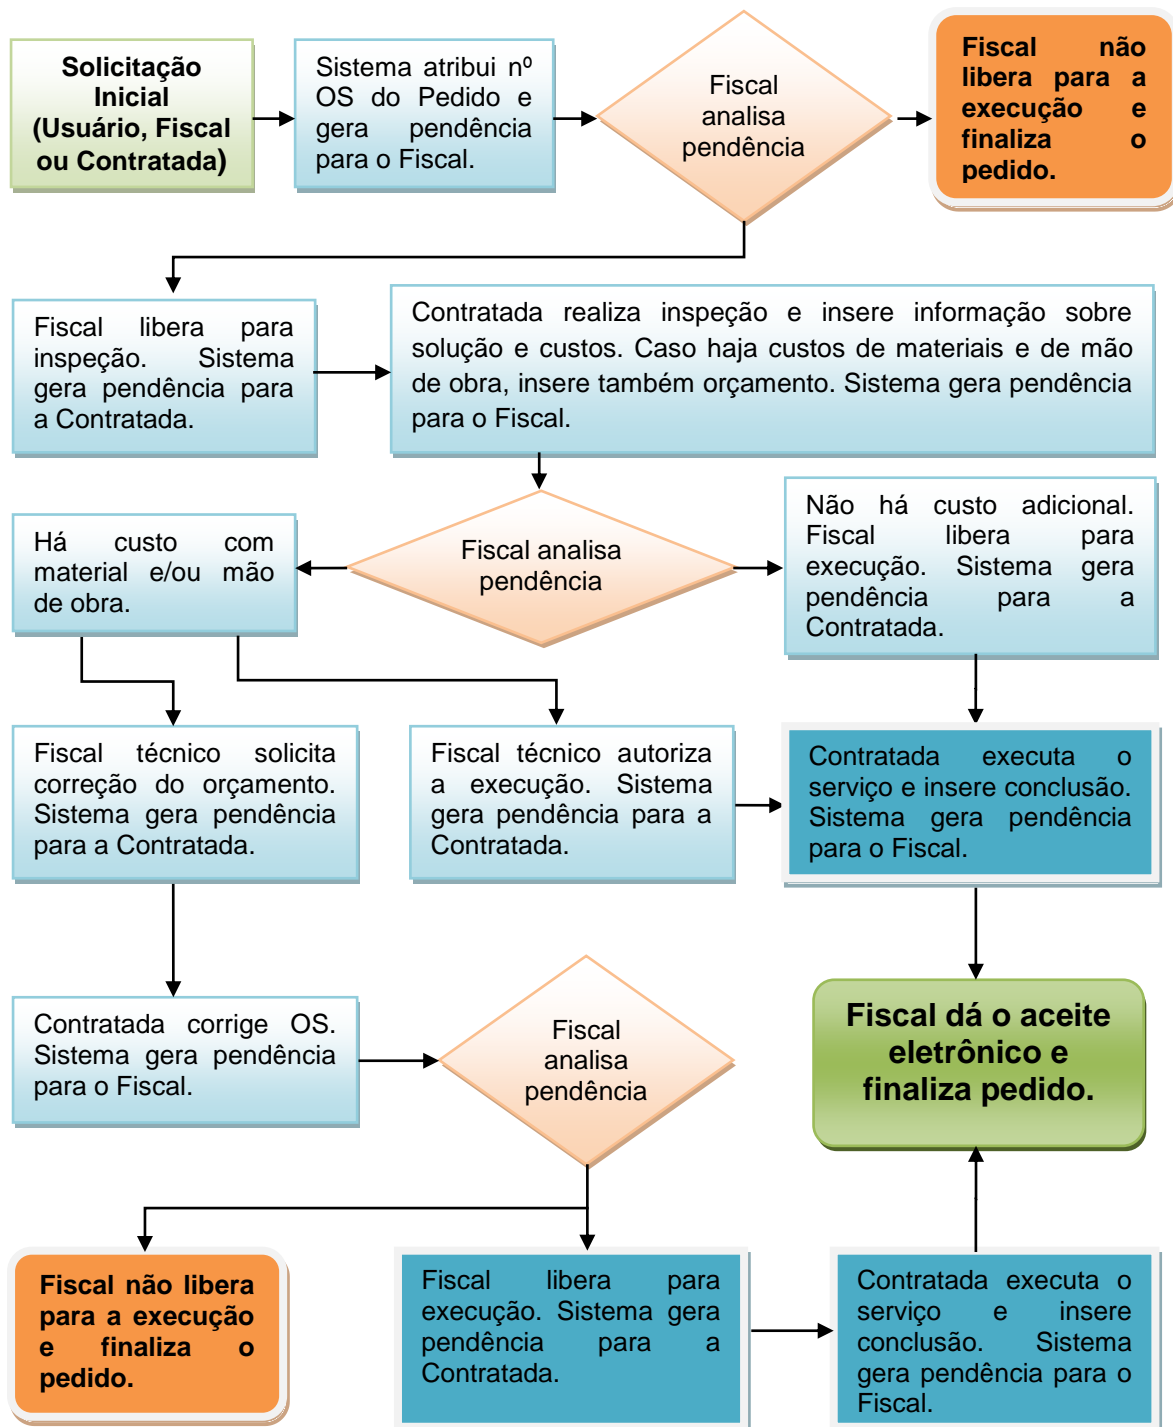 Solicitação
Inicial
(Usuário, Fiscal
ou Contratada)
Sistema atribui nº
OS do Pedido e
gera pendência
para o Fiscal.
Fiscal
analisa
pendência
Fiscal não
libera para a
execução e
finaliza o
pedido.
Fiscal libera para
inspeção. Sistema
gera pendência para
a Contratada.
Contratada realiza inspeção e insere informação sobre
solução e custos. Caso haja custos de materiais e de mão
de obra, insere também orçamento. Sistema gera pendência
para o Fiscal.
Há custo com
material e/ou mão
de obra.
Fiscal analisa
pendência
Não há custo adicional.
Fiscal libera para
execução. Sistema gera
pendência para a
Contratada.
Fiscal técnico solicita
correção do orçamento.
Sistema gera pendência
para a Contratada.
Fiscal técnico autoriza
a execução. Sistema
gera pendência para a
Contratada.
Contratada executa o
serviço e insere conclusão.
Sistema gera pendência
para o Fiscal.
Contratada corrige OS.
Sistema gera pendência
para o Fiscal.
Fiscal
analisa
pendência
Fiscal dá o aceite
eletrônico e
finaliza pedido.
Fiscal não libera
para a execução
e finaliza o
pedido.
Fiscal libera para
execução. Sistema gera
pendência para a
Contratada.
Contratada executa o
serviço e insere
conclusão. Sistema
gera pendência para o
Fiscal.